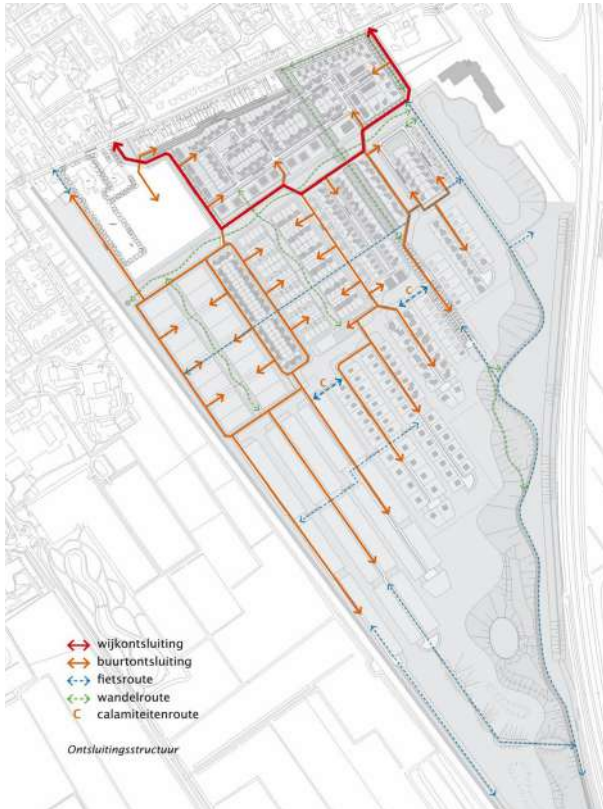 C
C
wijkontsluiting
buurtontsluiting
fietsroute
wandelroute
C calamiteitenroute
Ontsluitingsstructuur